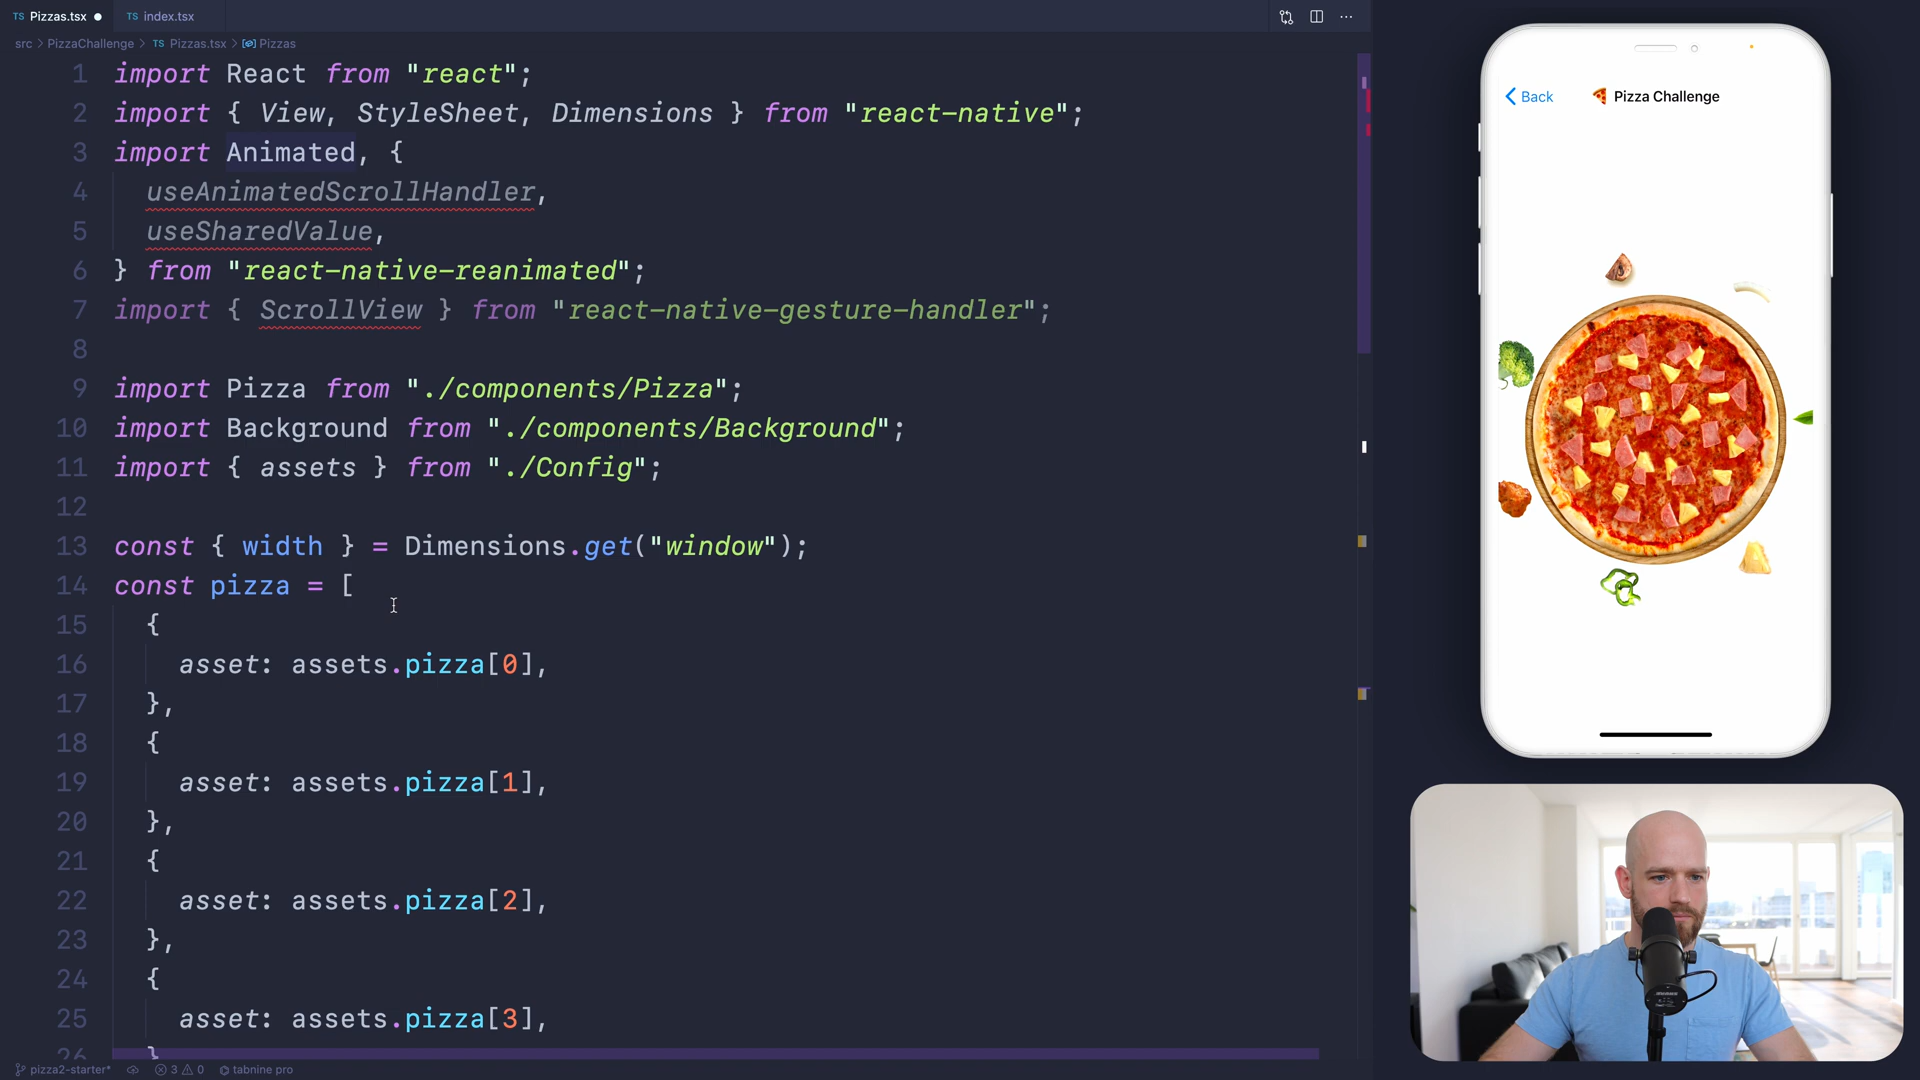 TS Pizzas.tsx
TS index.tsx
src > PizzaChallenge > TS Pizzas.tsx > Pizzas
1 import React from "react";
2 import { View, StyleSheet, Dimensions } from "react-native";
3 import Animated, {
4 useAnimatedScrollHandler,
5 useSharedValue,
6 } from "react-native-reanimated";
7 import { ScrollView } from "react-native-gesture-handler";
8
9 import Pizza from "./components/Pizza";
10 import Background from "./components/Background";
11 import { assets } from "./Config";
12
13 const { width } = Dimensions.get("window");
14 const pizza = [
15 {
16 asset: assets.pizza[0],
17 },
18 {
19 asset: assets.pizza[1],
20 },
21 {
22 asset: assets.pizza[2],
23 },
24 {
25 asset: assets.pizza[3],
26 }
pizza2-starter* 3 0 tabnine pro
Back
Pizza Challenge